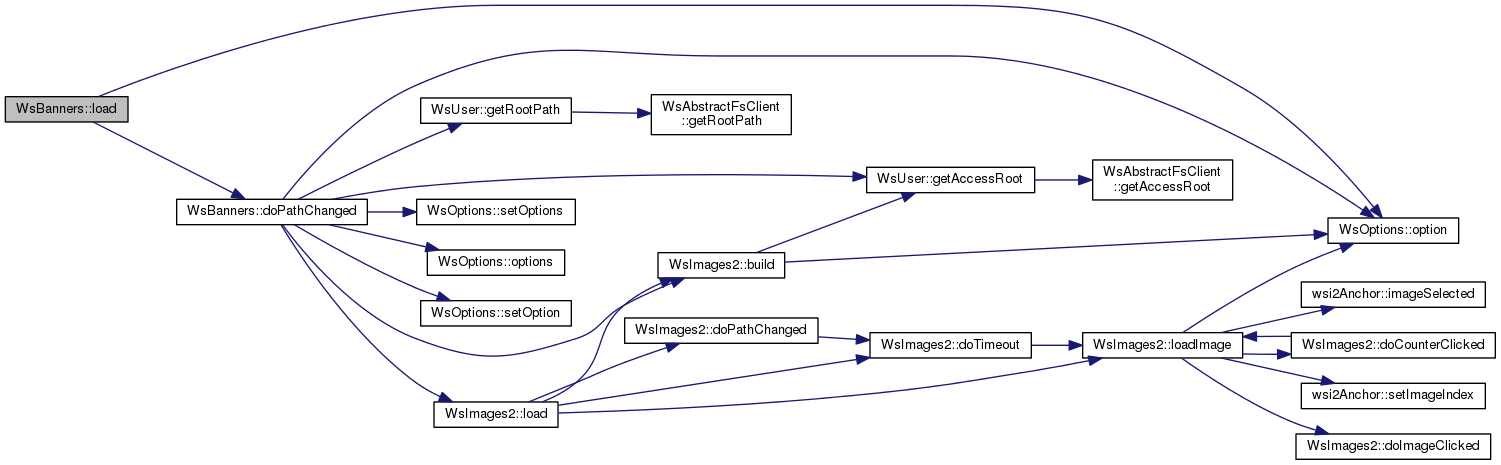 WsBanners::load
WsBanners::doPathChanged
WsUser::getRootPath
WsOptions::setOptions
WsOptions::options
WsOptions::setOption
WsImages2::load
WsAbstractFsClient
::getRootPath
WsImages2::build
WsImages2::doPathChanged
WsUser::getAccessRoot
WsImages2::doTimeout
WsAbstractFsClient
::getAccessRoot
WsImages2::loadImage
WsOptions::option
wsi2Anchor::imageSelected
WsImages2::doCounterClicked
wsi2Anchor::setImageIndex
WsImages2::doImageClicked